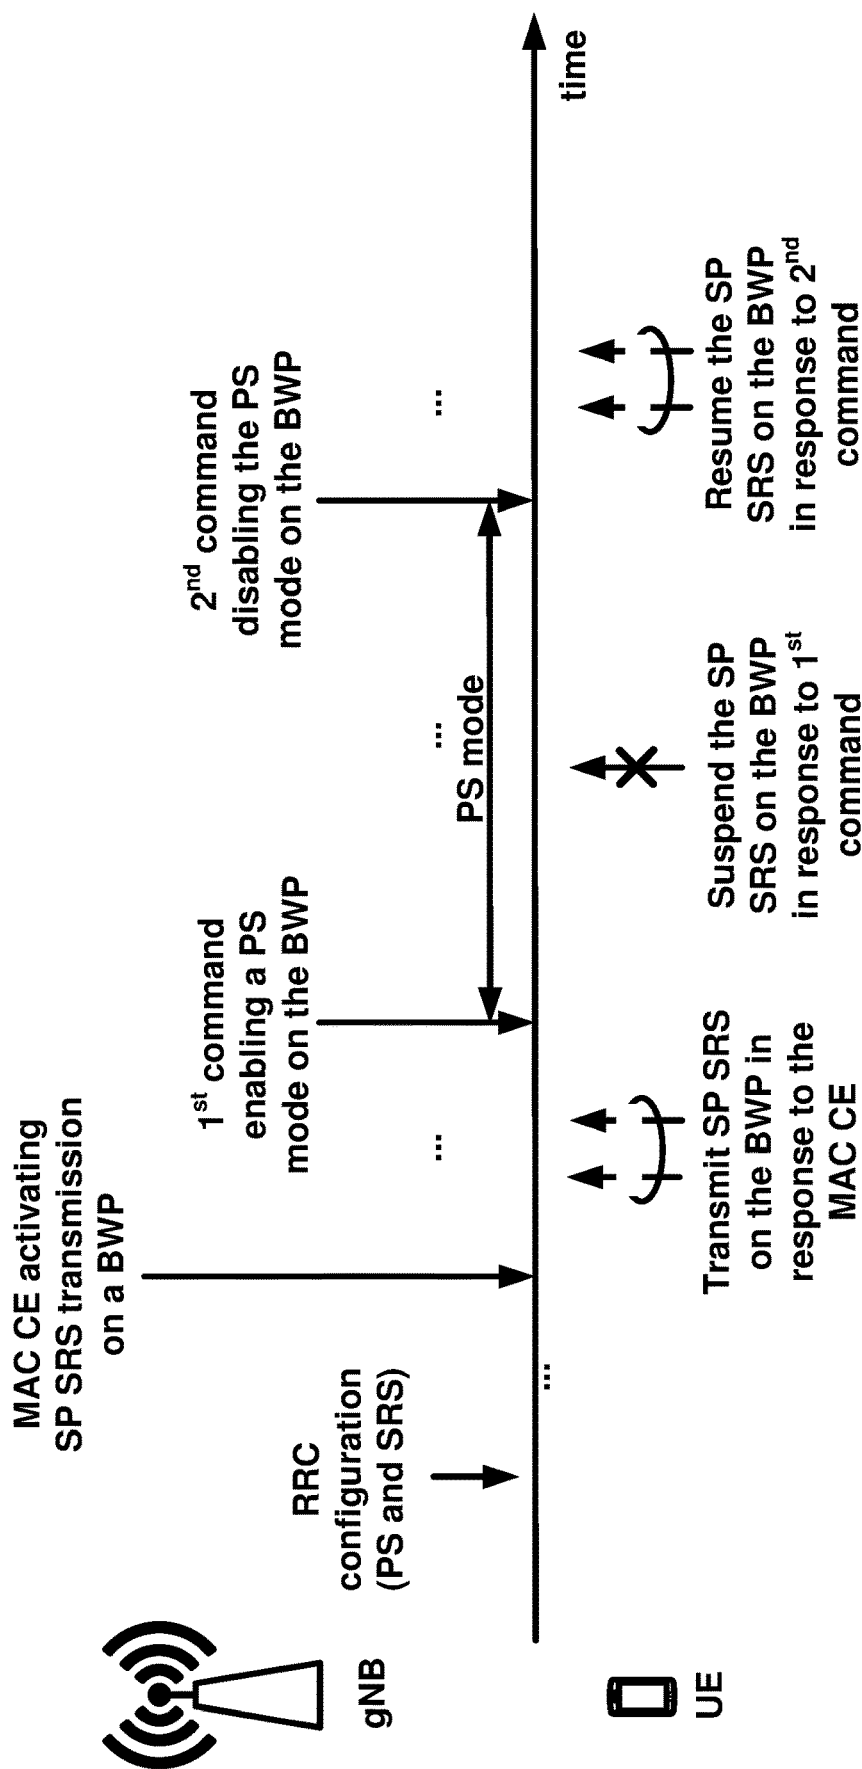 gNB
UE
RRC
configuration
(PS and SRS)
...
MAC CE activating
SP SRS transmission
on a BWP
Transmit SP SRS
on the BWP in
response to the
MAC CE
...
1st command
enabling a PS
mode on the BWP
PS mode
...
Suspend the SP
SRS on the BWP
in response to 1st
command
2nd command
disabling the PS
mode on the BWP
...
Resume the SP
SRS on the BWP
in response to 2nd
command
time